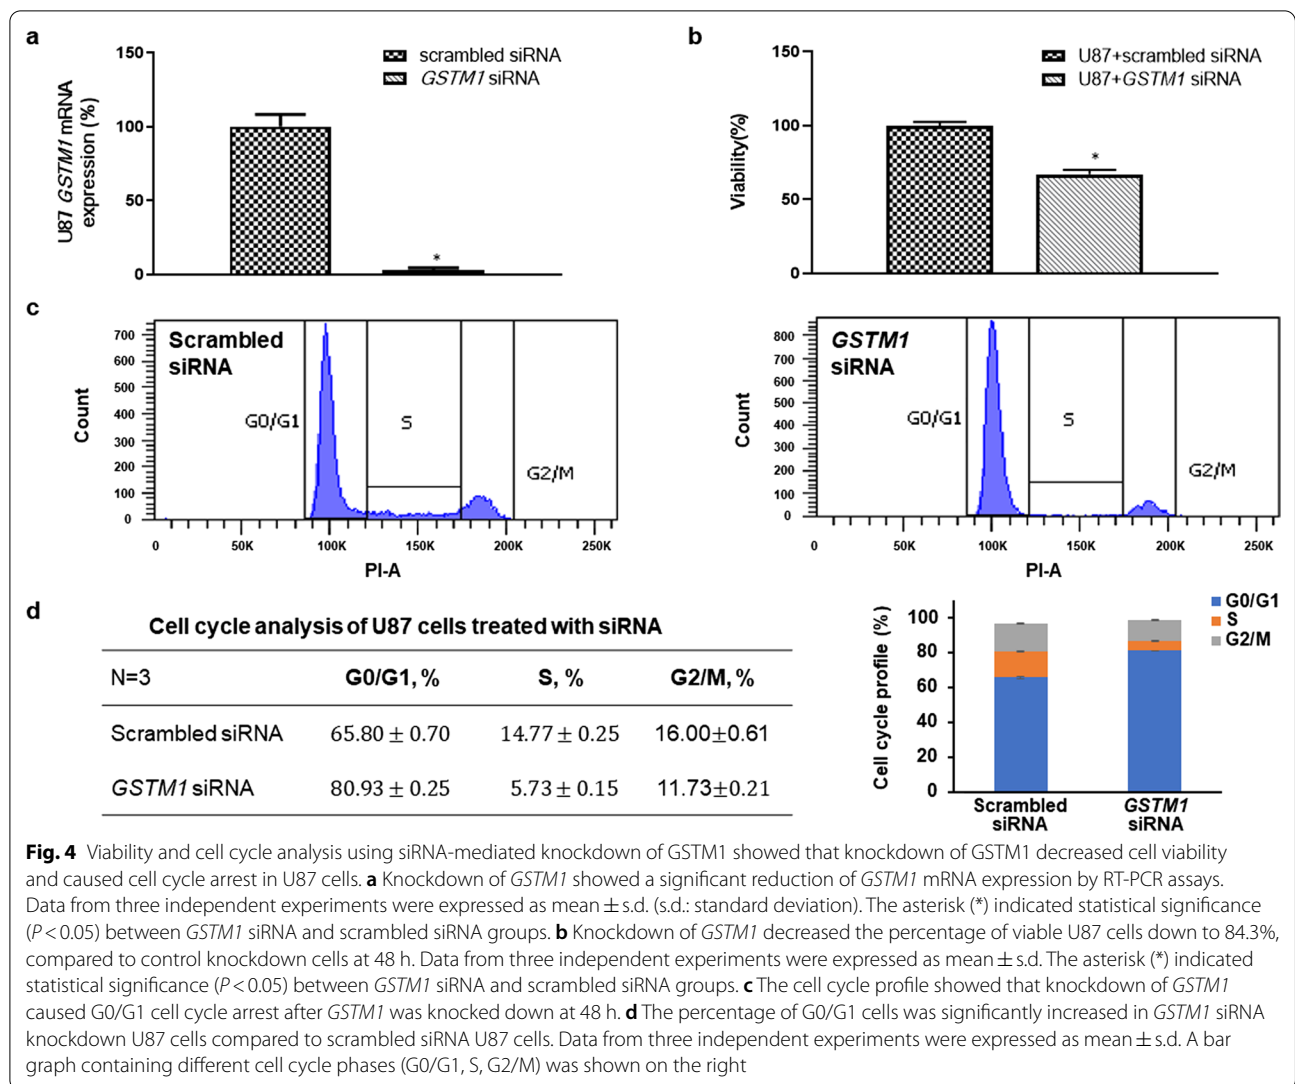 a
150
100
50
0
U87 GSTM1 mRNA
expression (%)
scrambled siRNA
GSTM1 siRNA
*
b
150
100
50
0
Viability(%)
U87+scrambled siRNA
U87+GSTM1 siRNA
*
c
Scrambled
siRNA
700
600
500
400
300
200
100
0
Count
G0/G1
S
G2/M
0 50K 100K 150K 200K 250K
PI-A
GSTM1
siRNA
800
700
600
500
400
300
200
100
0
Count
G0/G1
S
G2/M
0 50K 100K 150K 200K 250K
PI-A
d
Cell cycle analysis of U87 cells treated with siRNA
N=3 G0/G1, % S, % G2/M, %
Scrambled siRNA 65.80 ± 0.70 14.77 ± 0.25 16.00±0.61
GSTM1 siRNA 80.93 ± 0.25 5.73 ± 0.15 11.73±0.21
100
80
60
40
20
0
Cell cycle profile (%)
G0/G1
S
G2/M
Scrambled
siRNA
GSTM1
siRNA
Fig. 4 Viability and cell cycle analysis using siRNA-mediated knockdown of GSTM1 showed that knockdown of GSTM1 decreased cell viability
and caused cell cycle arrest in U87 cells. a Knockdown of GSTM1 showed a significant reduction of GSTM1 mRNA expression by RT-PCR assays.
Data from three independent experiments were expressed as mean ± s.d. (s.d.: standard deviation). The asterisk (*) indicated statistical significance
(P < 0.05) between GSTM1 siRNA and scrambled siRNA groups. b Knockdown of GSTM1 decreased the percentage of viable U87 cells down to 84.3%,
compared to control knockdown cells at 48 h. Data from three independent experiments were expressed as mean ± s.d. The asterisk (*) indicated
statistical significance (P < 0.05) between GSTM1 siRNA and scrambled siRNA groups. c The cell cycle profile showed that knockdown of GSTM1
caused G0/G1 cell cycle arrest after GSTM1 was knocked down at 48 h. d The percentage of G0/G1 cells was significantly increased in GSTM1 siRNA
knockdown U87 cells compared to scrambled siRNA U87 cells. Data from three independent experiments were expressed as mean ± s.d. A bar
graph containing different cell cycle phases (G0/G1, S, G2/M) was shown on the right